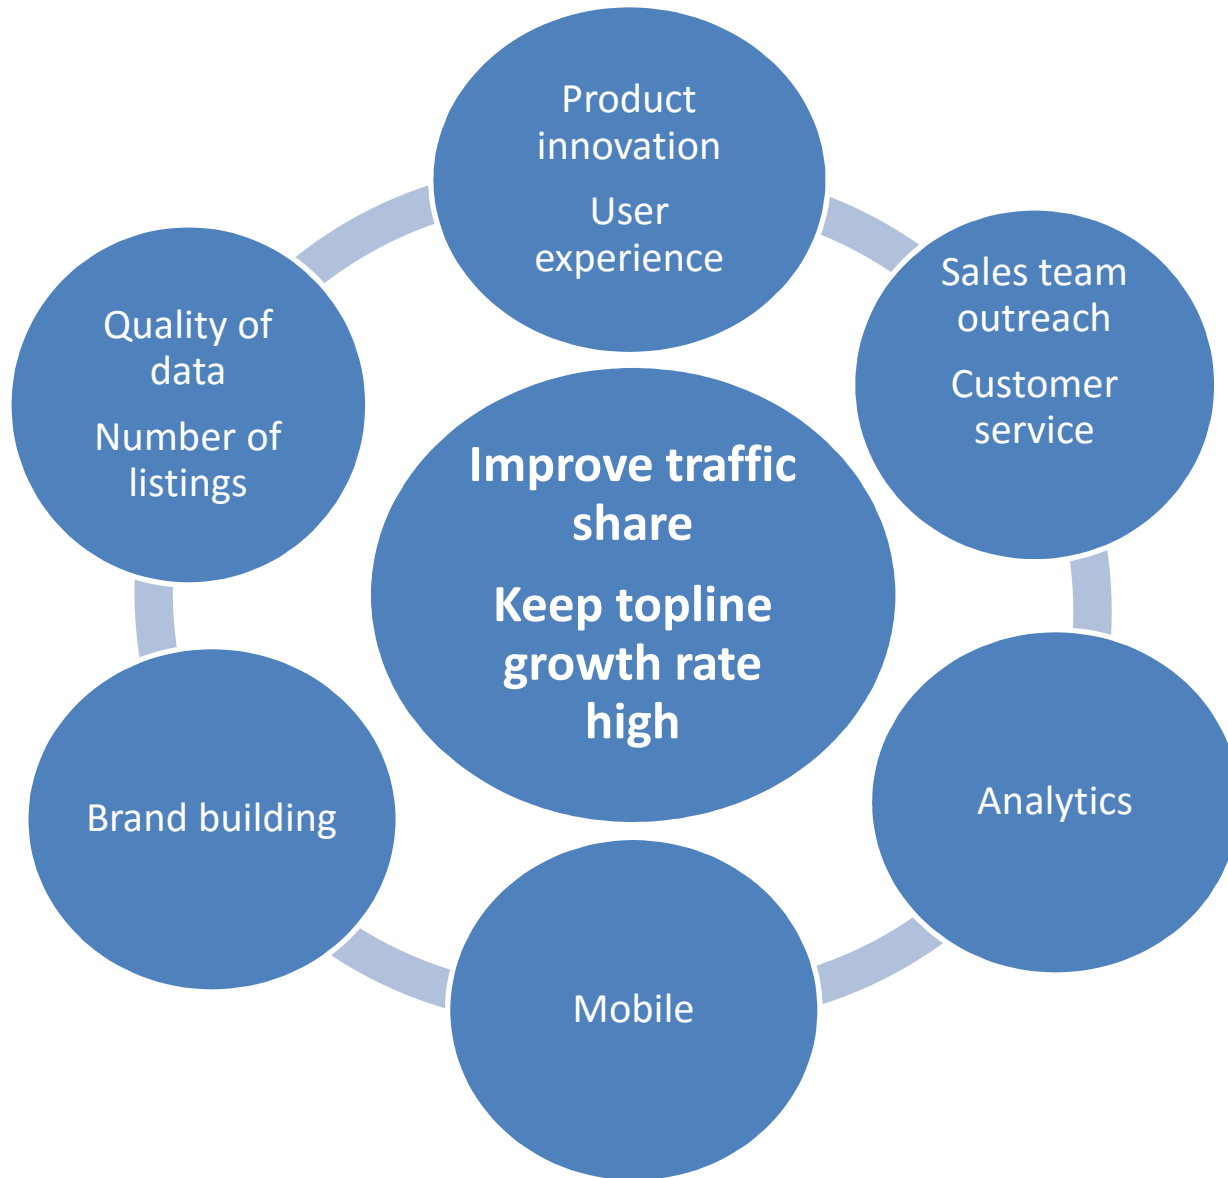 Product
innovation
User
experience
Sales team
outreach
Customer
service
Quality of
data
Number of
listings
Improve traffic
share
Keep topline
growth rate
high
Analytics
Brand building
Mobile